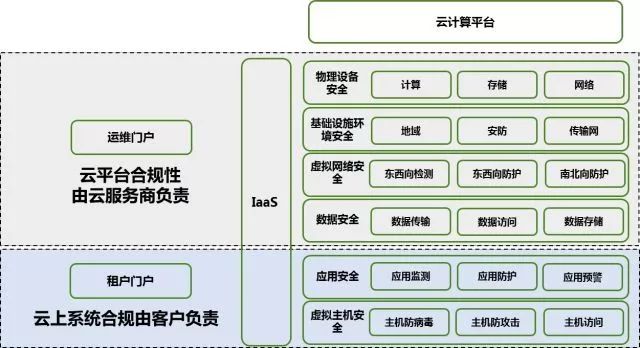 云计算平台
运维门户
云平台合规性
由云服务商负责
IaaS
物理设备
安全
计算
存储
网络
基础设施环
境安全
地域
安防
传输网
虚拟网络安
全
东西向检测
东西向防护
南北向防护
数据安全
数据传输
数据访问
数据存储
租户门户
云上系统合规由客户负责
应用安全
应用监测
应用防护
应用预警
虚拟主机安
全
主机防病毒
主机防攻击
主机访问